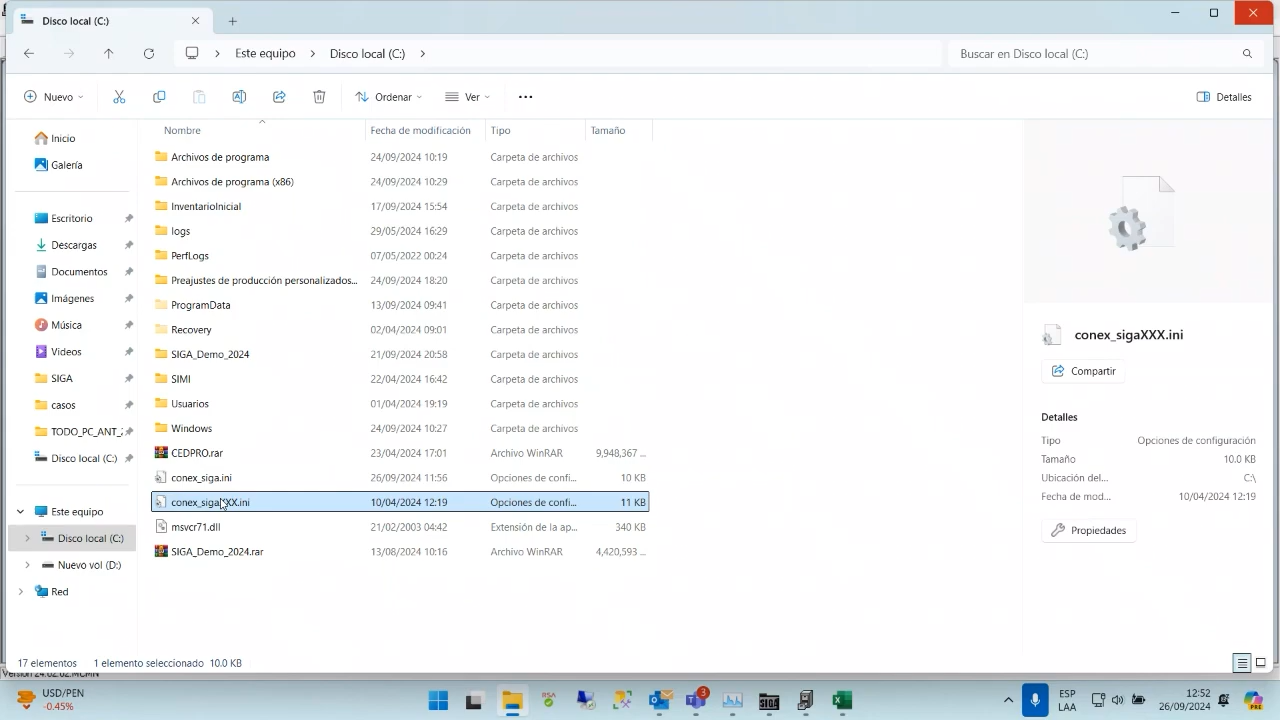 Disco local (C:)
Este equipo > Disco local (C:) >
Buscar en Disco local (C:)
Nuevo
Ordenar
Ver
Detalles
Nombre Fecha de modificación Tipo Tamaño
Archivos de programa 24/09/2024 10:19 Carpeta de archivos
Archivos de programa (x86) 24/09/2024 10:29 Carpeta de archivos
InventarioInicial 17/09/2024 15:54 Carpeta de archivos
logs 29/05/2024 16:29 Carpeta de archivos
PerfLogs 07/05/2022 00:24 Carpeta de archivos
Preajustes de producción personalizados... 24/09/2024 18:20 Carpeta de archivos
ProgramData 13/09/2024 09:41 Carpeta de archivos
Recovery 02/04/2024 09:01 Carpeta de archivos
SIGA_Demo_2024 21/09/2024 20:58 Carpeta de archivos
SIMI 22/04/2024 16:42 Carpeta de archivos
Usuarios 01/04/2024 19:19 Carpeta de archivos
Windows 24/09/2024 10:27 Carpeta de archivos
CEDPRO.rar 23/04/2024 17:01 Archivo WinRAR 9,948,367 ...
conex_siga.ini 26/09/2024 11:56 Opciones de confi... 10 KB
conex_sigaXXX.ini 10/04/2024 12:19 Opciones de confi... 11 KB
msvcr71.dll 21/02/2003 04:42 Extensión de la ap... 340 KB
SIGA_Demo_2024.rar 13/08/2024 10:16 Archivo WinRAR 4,420,593 ...
Inicio
Galería
Escritorio
Descargas
Documentos
Imágenes
Música
Videos
SIGA
casos
TODO_PC_ANT_2
Disco local (C:)
Este equipo
Disco local (C:)
Nuevo vol (D:)
Red
conex_sigaXXX.ini
Compartir
Detalles
Tipo Opciones de configuración
Tamaño 10.0 KB
Ubicación del... C:\
Fecha de mod... 10/04/2024 12:19
Propiedades
17 elementos 1 elemento seleccionado 10.0 KB
USD/PEN
-0.45%
3
SIGA
ESP
LAA
12:52
26/09/2024